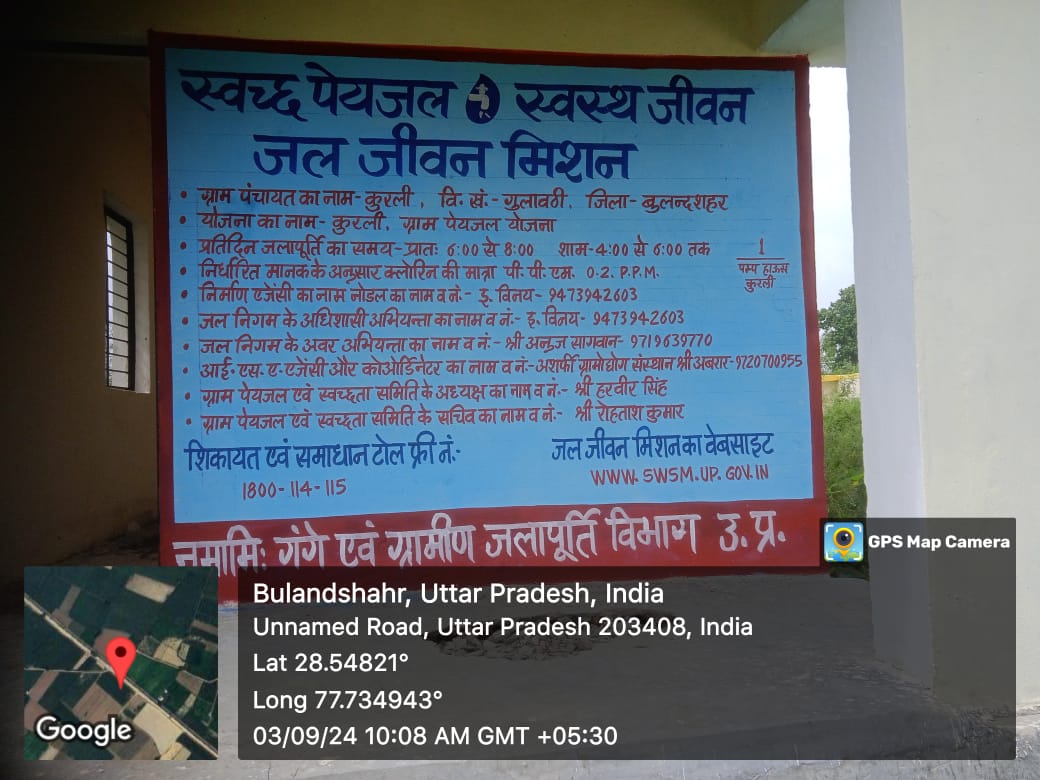 स्वच्छ पेयजल स्वस्थ जीवन
जल जीवन मिशन
• ग्राम पंचायत का नाम- कुरली, वि. खं.- गुलावठी, जिला- बुलन्दशहर
• योजना का नाम- कुरली, ग्राम पेयजल योजना
• प्रतिदिन जलापूर्ति का समय- प्रातः 6:00 से 8:00 शाम- 4:00 से 6:00 तक
• निर्धारित मानक के अनुसार क्लोरिन की मात्रा पी. पी. एम. 0.2. P.P.M.
1
पम्प हाऊस
कुरली
• निर्माण एजेंसी का नाम नोडल का नाम व नं:- इ. विनय- 9473942603
• जल निगम के अधिशासी अभियन्ता का नाम व नं:- इ. विनय- 9473942603
• जल निगम के अवर अभियन्ता का नाम व नं:- श्री अनुज सागवान- 9719639770
• आई. एस. ए. एजेंसी और कोओर्डिनेटर का नाम व नं:- अशर्फी ग्रामोद्योग संस्थान श्री अबरार- 9720700955
• ग्राम पेयजल एवं स्वच्छता समिति के अध्यक्ष का नाम व नं:- श्री हरवीर सिंह
• ग्राम पेयजल एवं स्वच्छता समिति के सचिव का नाम व नं:- श्री रोहताश कुमार
शिकायत एवं समाधान टोल फ्री नं:-
1800-114-115
जल जीवन मिशन का वेबसाइट
WWW.SWSM.UP.GOV.IN
नमामिः गंगे एवं ग्रामीण जलापूर्ति विभाग उ.प्र.
GPS Map Camera
Bulandshahr, Uttar Pradesh, India
Unnamed Road, Uttar Pradesh 203408, India
Lat 28.54821°
Long 77.734943°
03/09/24 10:08 AM GMT +05:30
Google